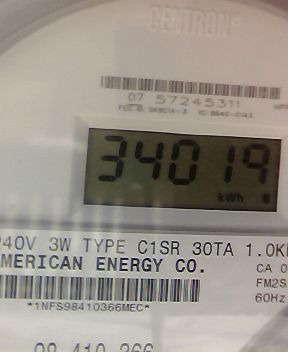 CENTRON®
07 57245311
34019
kWh
240V 3W TYPE C1SR 30TA 1.0K
AMERICAN ENERGY CO.
CA 0
FM2S
60Hz
*1NFS98410366MEC*
98 410 366